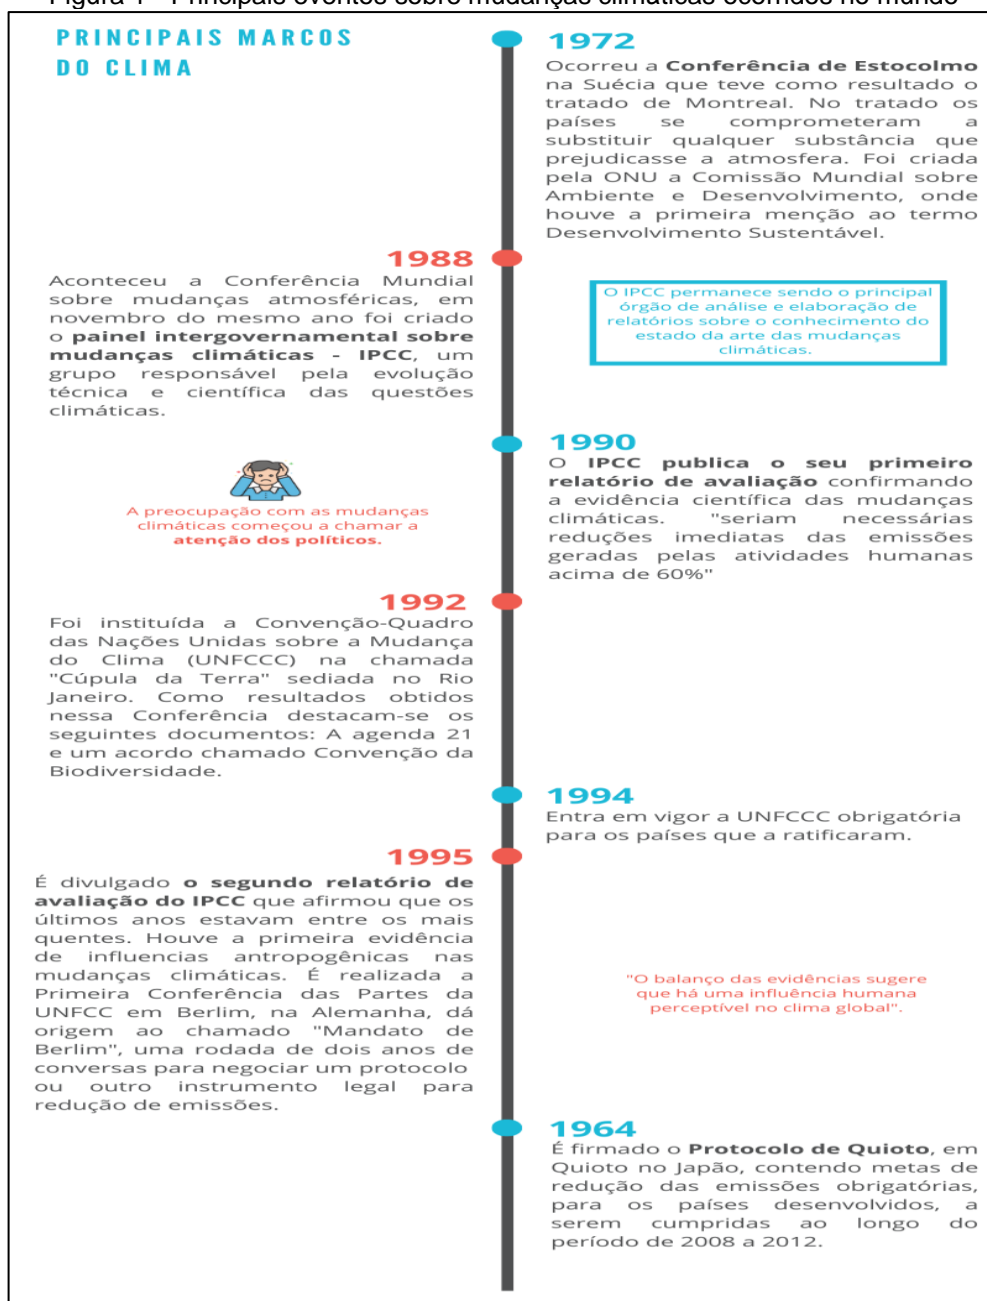 Figura 1 - Principais eventos sobre mudanças climáticas ocorridos no mundo
PRINCIPAIS MARCOS
DO CLIMA
1972
Ocorreu a Conferência de Estocolmo
na Suécia que teve como resultado o
tratado de Montreal. No tratado os
países se comprometeram a
substituir qualquer substância que
prejudicasse a atmosfera. Foi criada
pela ONU a Comissão Mundial sobre
Ambiente e Desenvolvimento, onde
houve a primeira menção ao termo
Desenvolvimento Sustentável.
1988
Aconteceu a Conferência Mundial
sobre mudanças atmosféricas, em
novembro do mesmo ano foi criado
o painel intergovernamental sobre
mudanças climáticas - IPCC, um
grupo responsável pela evolução
técnica e científica das questões
climáticas.
O IPCC permanece sendo o principal
órgão de análise e elaboração de
relatórios sobre o conhecimento do
estado da arte das mudanças
climáticas.
1990
O IPCC publica o seu primeiro
relatório de avaliação confirmando
a evidência científica das mudanças
climáticas. "seriam necessárias
reduções imediatas das emissões
geradas pelas atividades humanas
acima de 60%"
A preocupação com as mudanças
climáticas começou a chamar a
atenção dos políticos.
1992
Foi instituída a Convenção-Quadro
das Nações Unidas sobre a Mudança
do Clima (UNFCCC) na chamada
"Cúpula da Terra" sediada no Rio
Janeiro. Como resultados obtidos
nessa Conferência destacam-se os
seguintes documentos: A agenda 21
e um acordo chamado Convenção da
Biodiversidade.
1994
Entra em vigor a UNFCCC obrigatória
para os países que a ratificaram.
1995
É divulgado o segundo relatório de
avaliação do IPCC que afirmou que os
últimos anos estavam entre os mais
quentes. Houve a primeira evidência
de influencias antropogênicas nas
mudanças climáticas. É realizada a
Primeira Conferência das Partes da
UNFCC em Berlim, na Alemanha, dá
origem ao chamado "Mandato de
Berlim", uma rodada de dois anos de
conversas para negociar um protocolo
ou outro instrumento legal para
redução de emissões.
"O balanço das evidências sugere
que há uma influência humana
perceptível no clima global".
1964
É firmado o Protocolo de Quioto, em
Quioto no Japão, contendo metas de
redução das emissões obrigatórias,
para os países desenvolvidos, a
serem cumpridas ao longo do
período de 2008 a 2012.